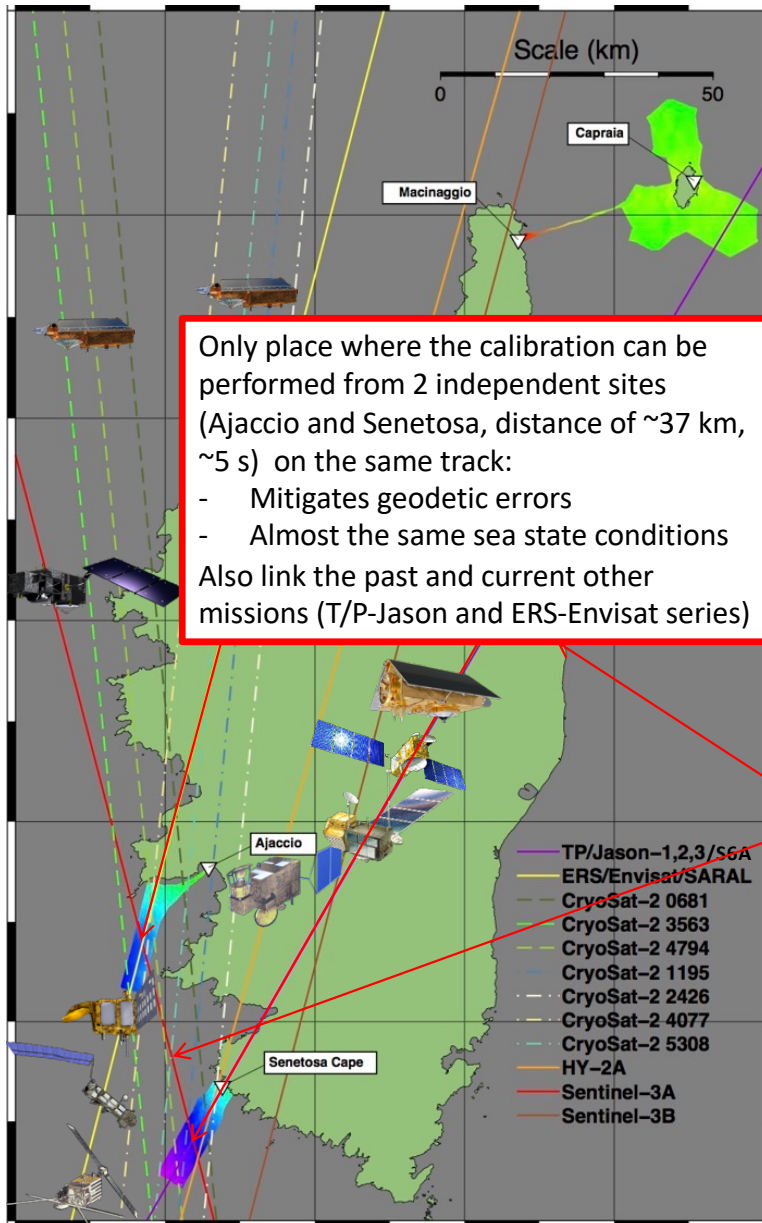 Scale (km)
0 50
Capraia
Macinaggio
Only place where the calibration can be
performed from 2 independent sites
(Ajaccio and Senetosa, distance of ~37 km,
~5 s) on the same track:
- Mitigates geodetic errors
- Almost the same sea state conditions
Also link the past and current other
missions (T/P-Jason and ERS-Envisat series)
Ajaccio
TP/Jason−1,2,3/S6A
ERS/Envisat/SARAL
CryoSat−2 0681
CryoSat−2 3563
CryoSat−2 4794
CryoSat−2 1195
CryoSat−2 2426
CryoSat−2 4077
CryoSat−2 5308
HY−2A
Sentinel−3A
Sentinel−3B
Senetosa Cape